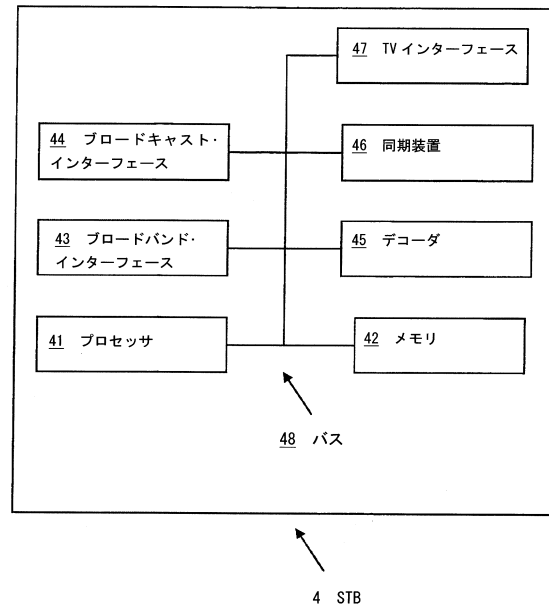 47 TVインターフェース
44 ブロードキャスト・
インターフェース
46 同期装置
43 ブロードバンド・
インターフェース
45 デコーダ
41 プロセッサ
42 メモリ
48 バス
4 STB